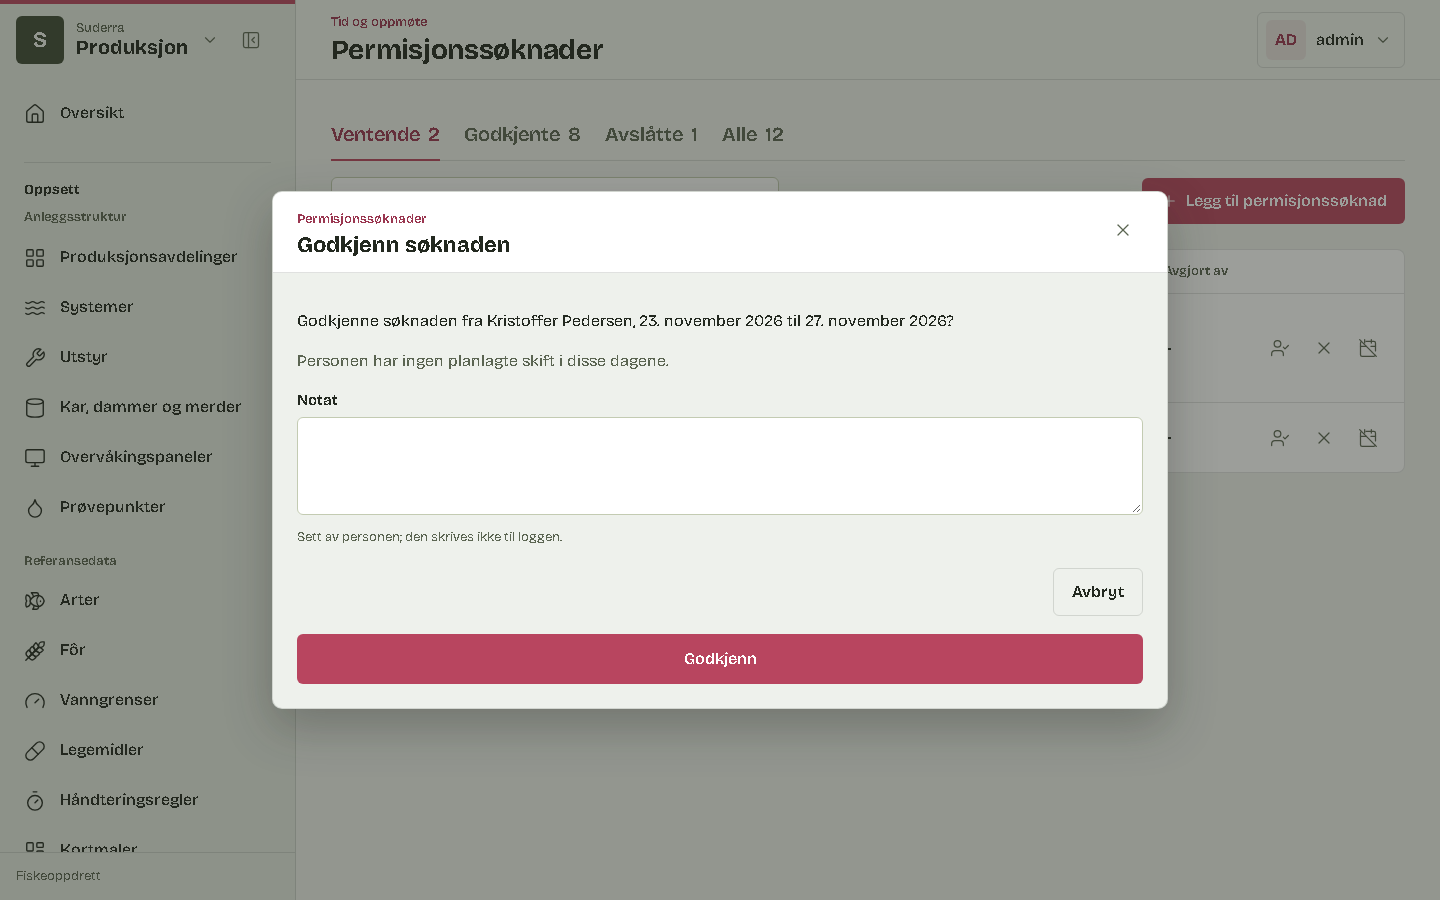 S
Suderra
Produksjon
Oversikt
Oppsett
Anleggsstruktur
Produksjonsavdelinger
Systemer
Utstyr
Kar, dammer og merder
Overvåkingspaneler
Prøvepunkter
Referansedata
Arter
Fôr
Vanngrenser
Legemidler
Håndteringsregler
Kortmaler
Fiskeoppdrett
Tid og oppmøte
Permisjonssøknader
AD admin
Ventende 2 Godkjente 8 Avslåtte 1 Alle 12
Legg til permisjonssøknad
Avgjort av
Permisjonssøknader
Godkjenn søknaden
Godkjenne søknaden fra Kristoffer Pedersen, 23. november 2026 til 27. november 2026?
Personen har ingen planlagte skift i disse dagene.
Notat
Sett av personen; den skrives ikke til loggen.
Avbryt
Godkjenn